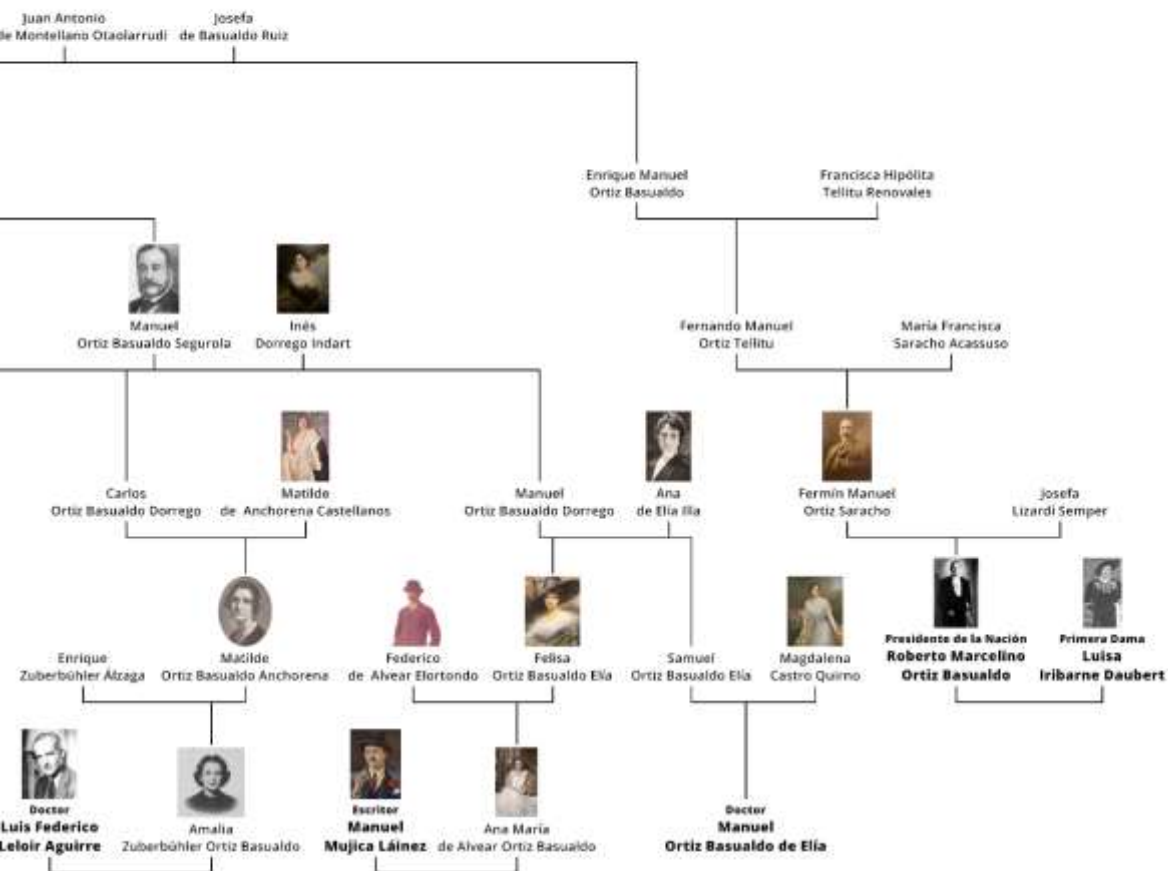 Juan Antonio
de Montellano Otaolarrudi
Josefa
de Basualdo Ruiz
Enrique Manuel
Ortiz Basualdo
Francisca Hipólita
Tellitu Renovales
Manuel
Ortiz Basualdo Segurola
Inés
Dorrego Indart
Fernando Manuel
Ortiz Tellitu
María Francisca
Saracho Acassuso
Carlos
Ortiz Basualdo Dorrego
Matilde
de Anchorena Castellanos
Manuel
Ortiz Basualdo Dorrego
Ana
de Elía Illa
Fermín Manuel
Ortiz Saracho
Josefa
Lizardi Semper
Enrique
Zuberbühler Álzaga
Matilde
Ortiz Basualdo Anchorena
Federico
de Alvear Elortondo
Felisa
Ortiz Basualdo Elía
Samuel
Ortiz Basualdo Elía
Magdalena
Castro Quirno
Presidente de la Nación
Roberto Marcelino
Ortiz Basualdo
Primera Dama
Luisa
Iribarne Daubert
Doctor
Luis Federico
Leloir Aguirre
Amalia
Zuberbühler Ortiz Basualdo
Escritor
Manuel
Mujica Láinez
Ana María
de Alvear Ortiz Basualdo
Doctor
Manuel
Ortiz Basualdo de Elía